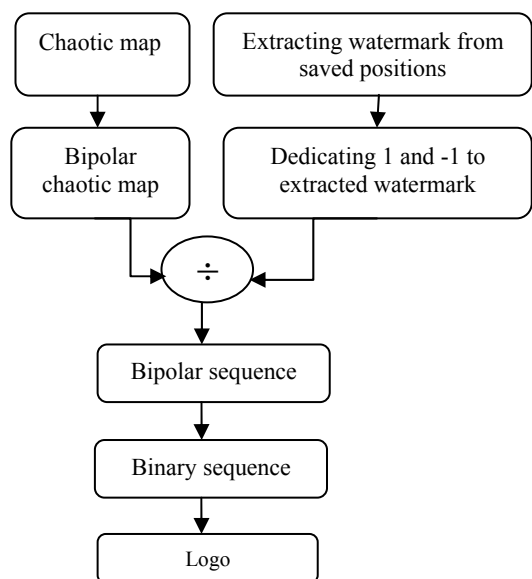 Chaotic map
Extracting watermark from
saved positions
Bipolar
chaotic map
Dedicating 1 and -1 to
extracted watermark
÷
Bipolar sequence
Binary sequence
Logo